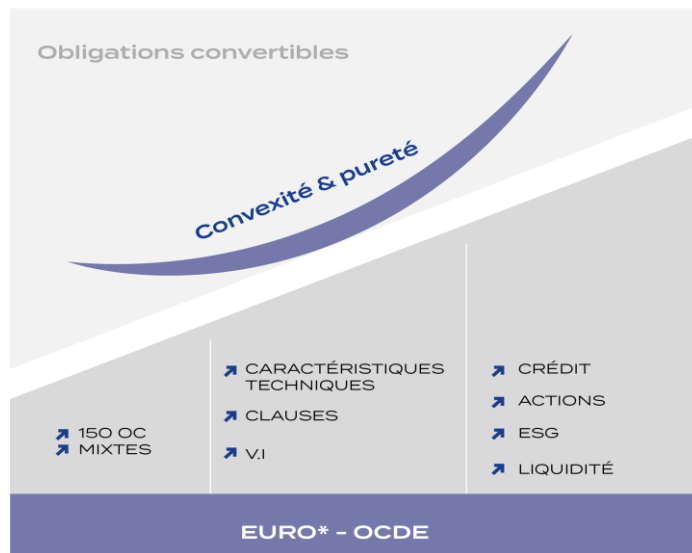 Obligations convertibles
Convexité & pureté
150 OC
MIXTES
CARACTÉRISTIQUES
TECHNIQUES
CLAUSES
V.I
CRÉDIT
ACTIONS
ESG
LIQUIDITÉ
EURO* - OCDE